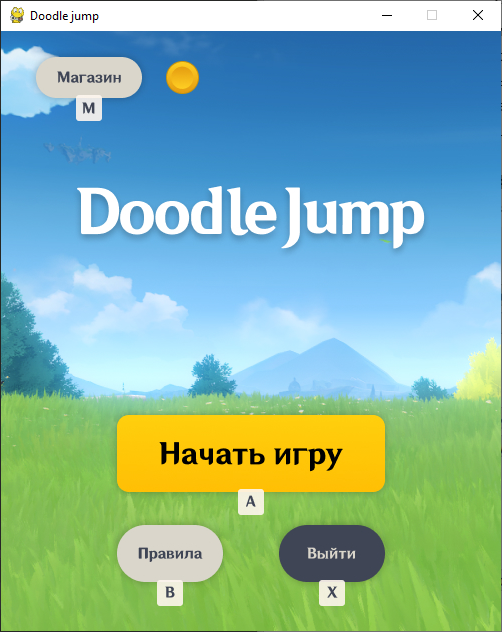 Doodle jump
Магазин
M
Doodle Jump
Начать игру
A
Правила
Выйти
B
X